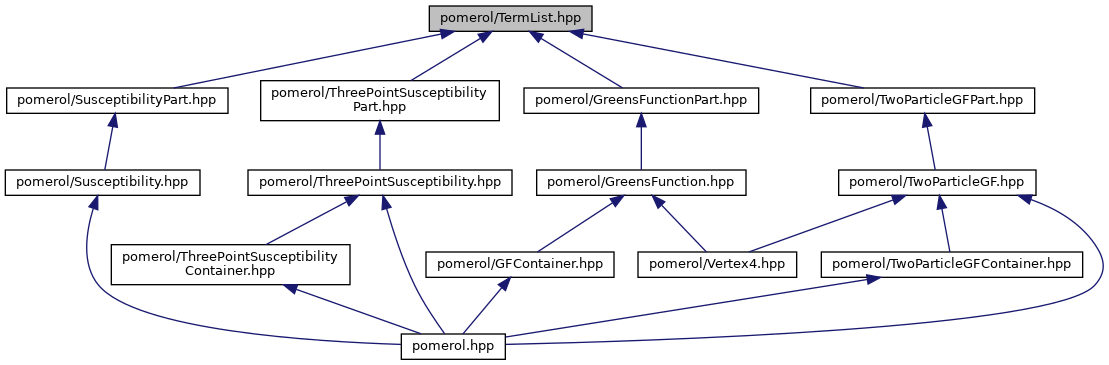 pomerol/TermList.hpp
pomerol/SusceptibilityPart.hpp
pomerol/ThreePointSusceptibility
Part.hpp
pomerol/GreensFunctionPart.hpp
pomerol/TwoParticleGFPart.hpp
pomerol/Susceptibility.hpp
pomerol/ThreePointSusceptibility.hpp
pomerol/GreensFunction.hpp
pomerol/TwoParticleGF.hpp
pomerol/ThreePointSusceptibility
Container.hpp
pomerol/GFContainer.hpp
pomerol/Vertex4.hpp
pomerol/TwoParticleGFContainer.hpp
pomerol.hpp